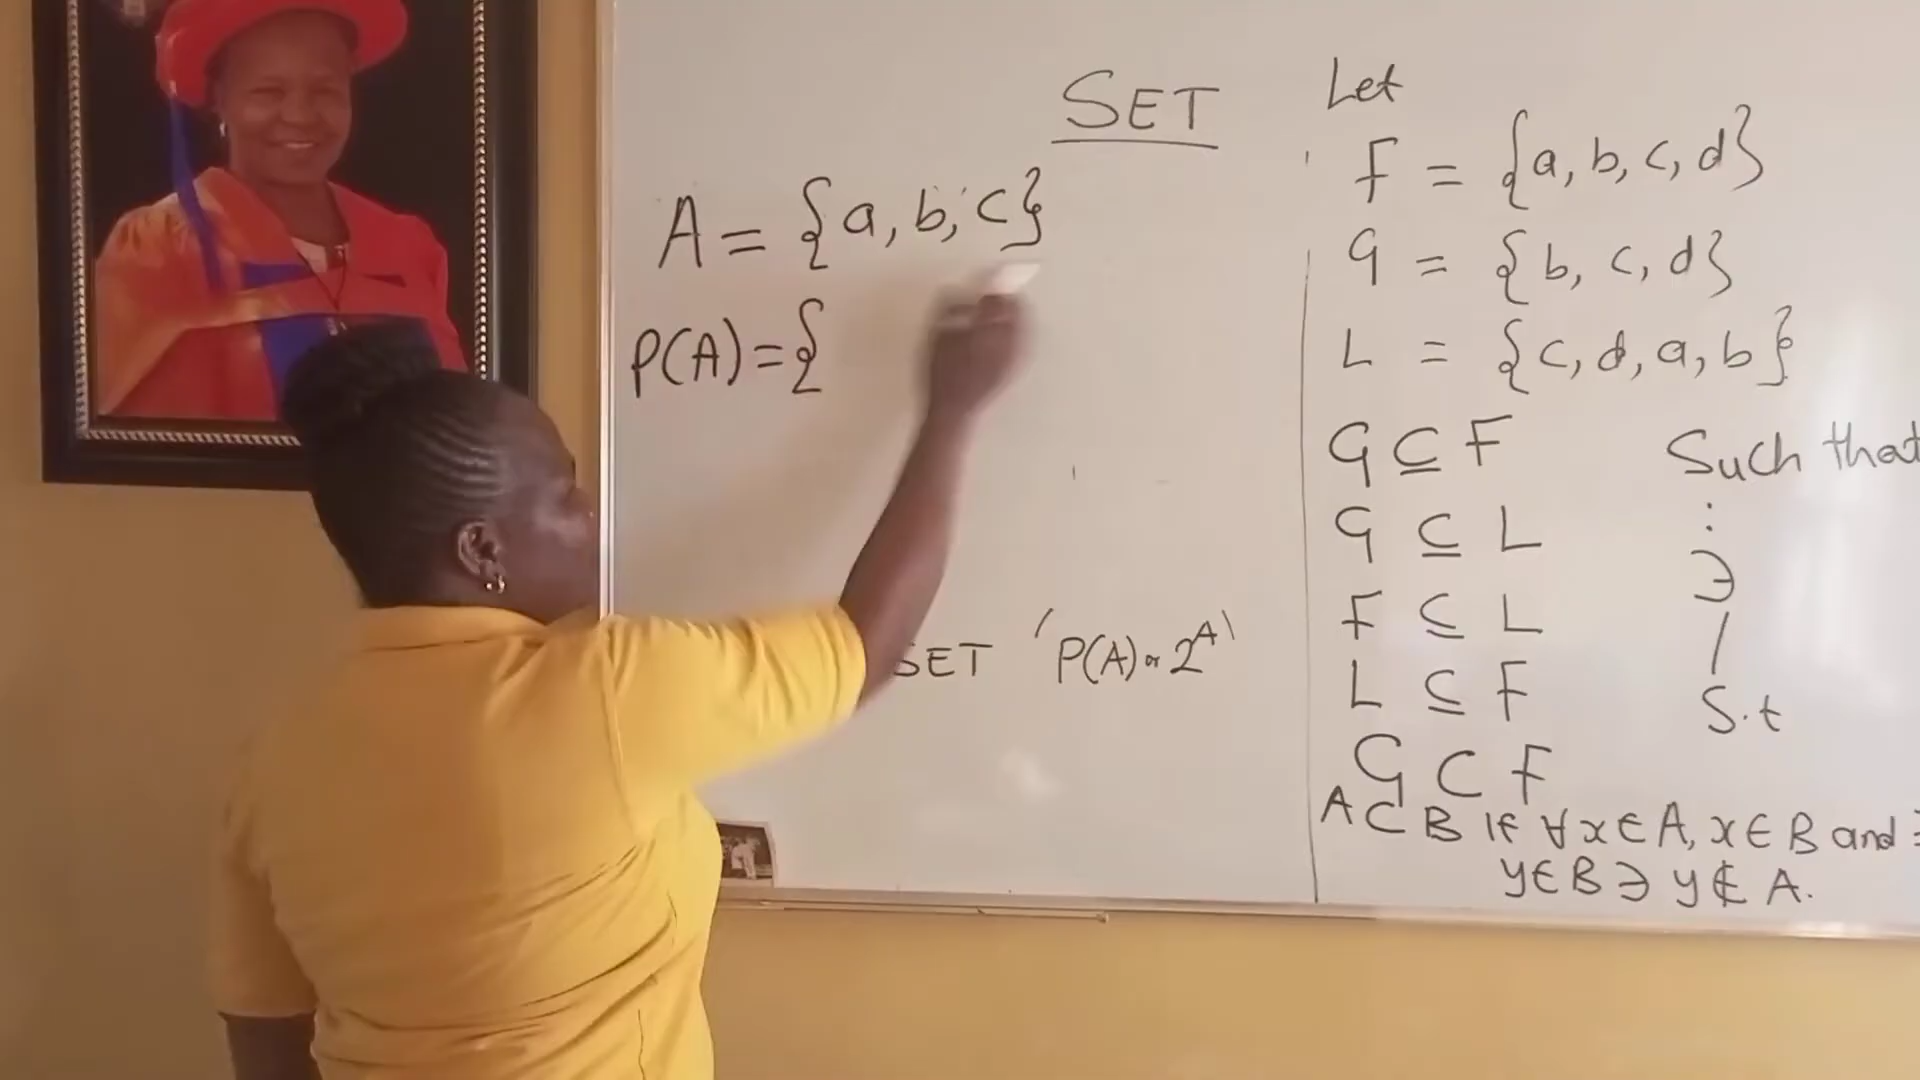 SET
A = {a, b, c}
P(A) = {
SET 'P(A) or 2^A'
Let
F = {a, b, c, d}
G = {b, c, d}
L = {c, d, a, b}
G ⊆ F
G ⊆ L
F ⊆ L
L ⊆ F
G ⊂ F
A ⊂ B if ∀x ∈ A, x ∈ B and ∃
y ∈ B ∋ y ∉ A.
Such that
:
∋
/
S.t